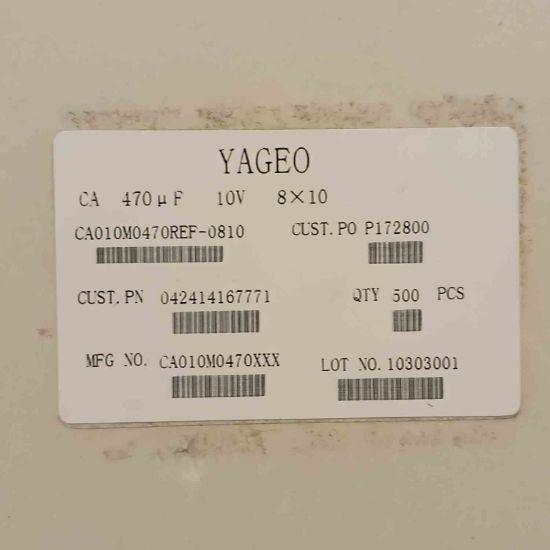 YAGEO
CA 470μF 10V 8×10
CA010M0470REF-0810 CUST.PO P172800
CUST.PN 042414167771 QTY 500 PCS
MFG NO. CA010M0470XXX LOT NO. 10303001